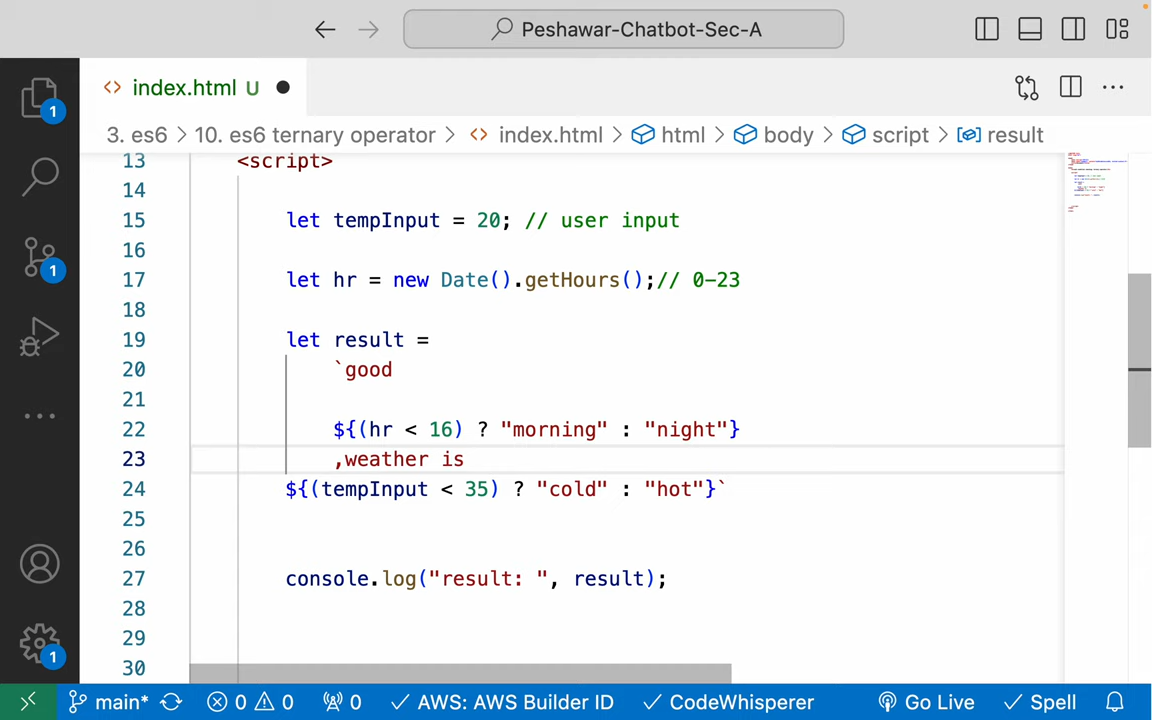 Peshawar-Chatbot-Sec-A
1
index.html U
3. es6 > 10. es6 ternary operator > index.html > html > body > script > result
13 <script>
14
15 let tempInput = 20; // user input
16
17 let hr = new Date().getHours();// 0-23
18
19 let result =
20 `good
21
22 ${(hr < 16) ? "morning" : "night"}
23 ,weather is
24 ${(tempInput < 35) ? "cold" : "hot"}`
25
26
27 console.log("result: ", result);
28
29
30
1
1
main* 0 0 0 AWS: AWS Builder ID CodeWhisperer Go Live Spell